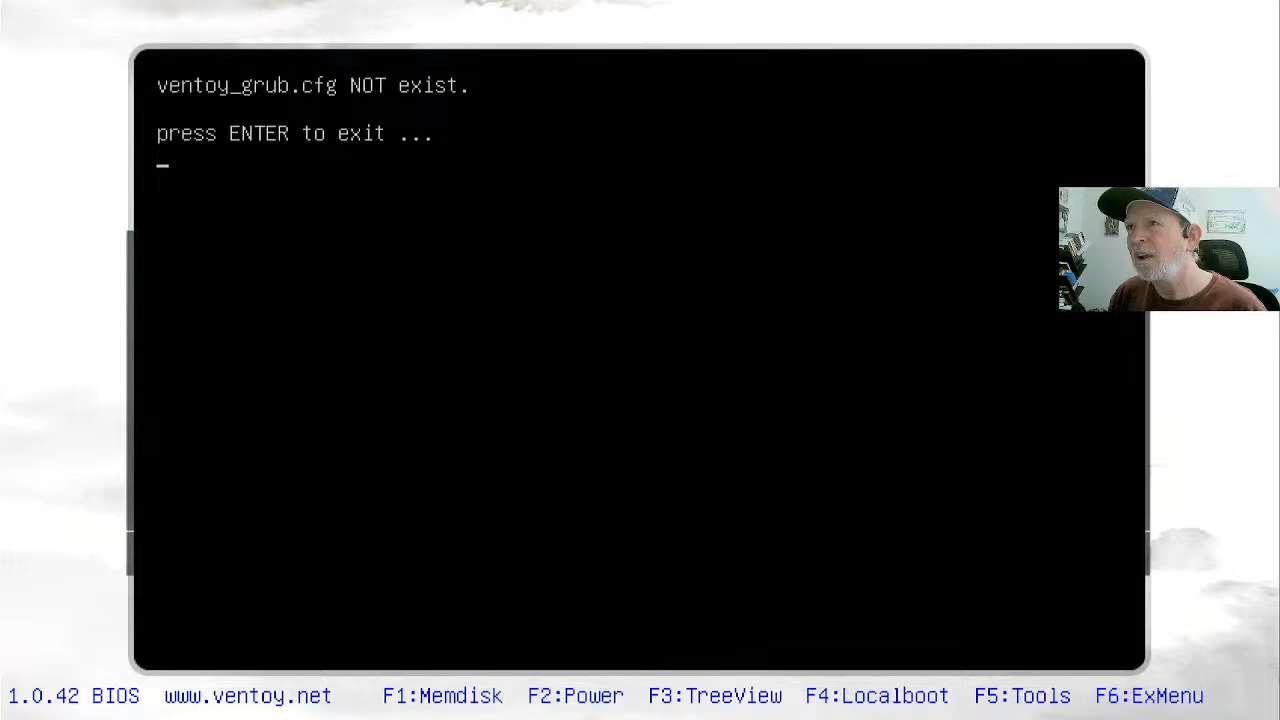 ventoy_grub.cfg NOT exist.
press ENTER to exit ...
1.0.42 BIOS www.ventoy.net F1:Memdisk F2:Power F3:TreeView F4:Localboot F5:Tools F6:ExMenu